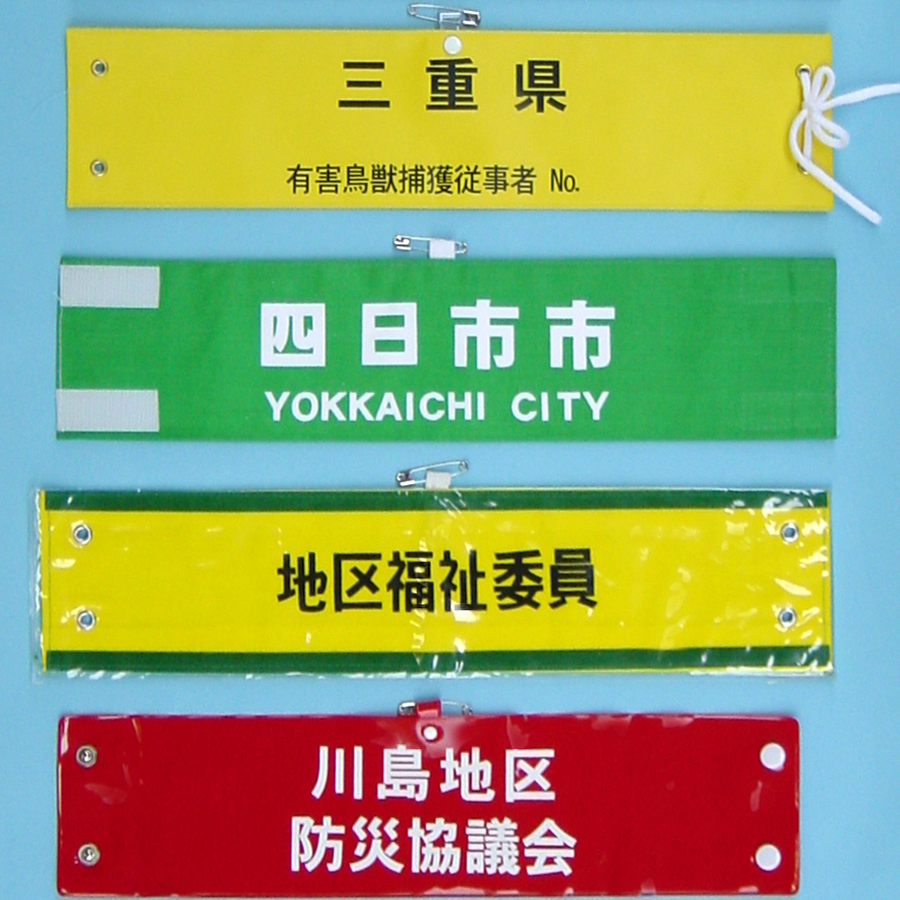 三重県
有害鳥獣捕獲従事者 No.
四日市市
YOKKAICHI CITY
地区福祉委員
川島地区
防災協議会